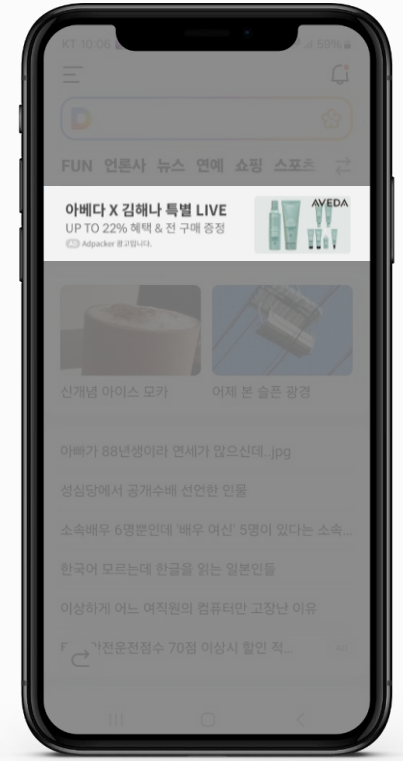 KT 10:06
59%
D
FUN 언론사 뉴스 연예 쇼핑 스포츠
아베다 X 김해나 특별 LIVE
UP TO 22% 혜택 & 전 구매 증정
AD Adpacker 광고입니다.
AVEDA
신개념 아이스 모카
어제 본 슬픈 광경
아빠가 88년생이라 연세가 많으신데..jpg
성심당에서 공개수배 선언한 인물
소속배우 6명뿐인데 '배우 여신' 5명이 있다는 소속...
한국어 모르는데 한글을 읽는 일본인들
이상하게 어느 여직원의 컴퓨터만 고장난 이유
안전운전점수 70점 이상시 할인 적...
AD